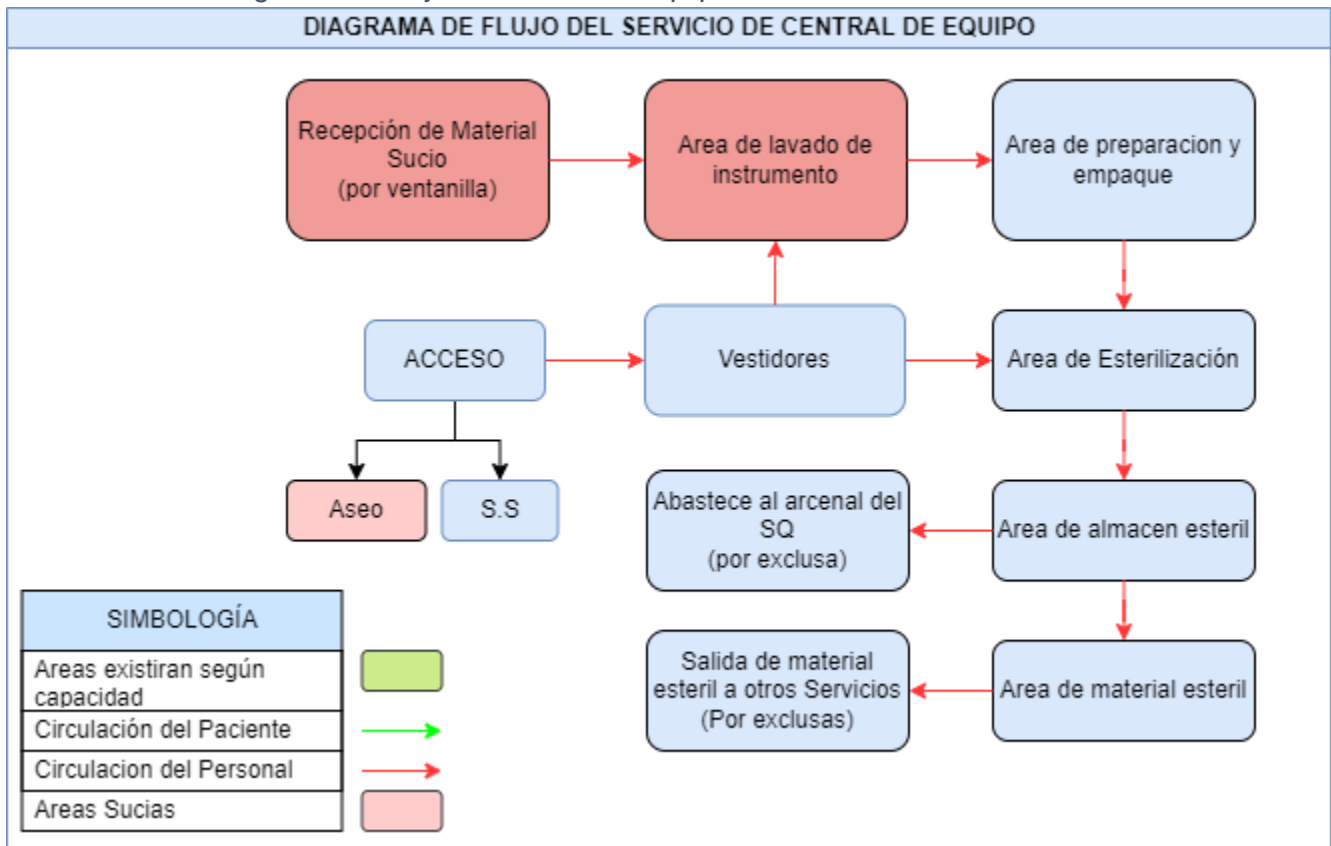 DIAGRAMA DE FLUJO DEL SERVICIO DE CENTRAL DE EQUIPO
Recepción de Material
Sucio
(por ventanilla)
Area de lavado de
instrumento
Area de preparacion y
empaque
ACCESO
Vestidores
Area de Esterilización
Aseo
S.S
Abastece al arcenal del
SQ
(por exclusa)
Area de almacen esteril
Salida de material
esteril a otros Servicios
(Por exclusas)
Area de material esteril
SIMBOLOGÍA
Areas existiran según
capacidad
Circulación del Paciente
Circulacion del Personal
Areas Sucias